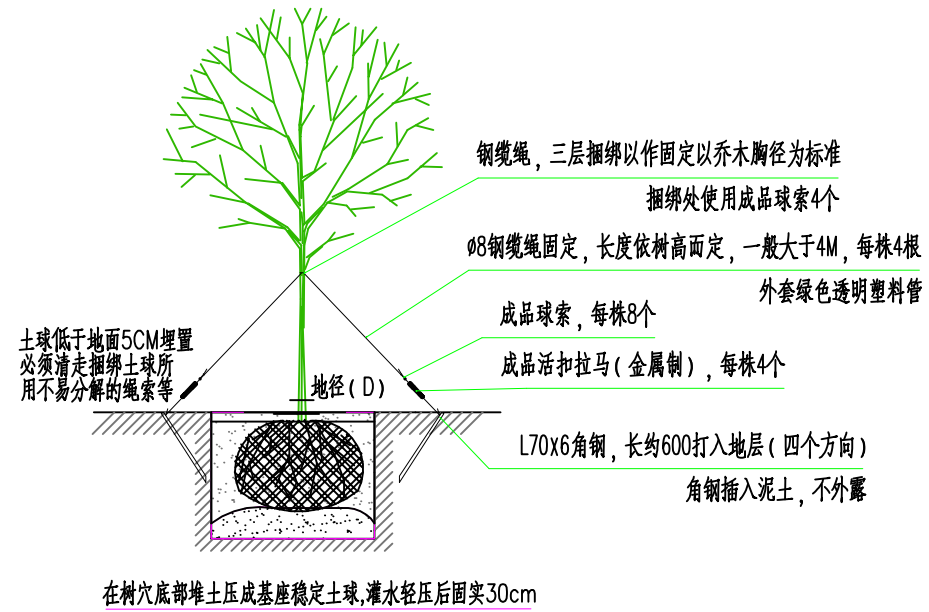 钢缆绳，三层捆绑以作固定以乔木胸径为标准
捆绑处使用成品球索4个
ø8钢缆绳固定，长度依树高而定，一般大于4M，每株4根
外套绿色透明塑料管
成品球索，每株8个
土球低于地面5CM埋置
必须清走捆绑土球所
用不易分解的绳索等
成品活扣拉马(金属制)，每株4个
地径(D)
L70X6角钢，长约600打入地层(四个方向)
角钢插入泥土，不外露
在树穴底部堆土压成基座稳定土球,灌水轻压后固实30cm